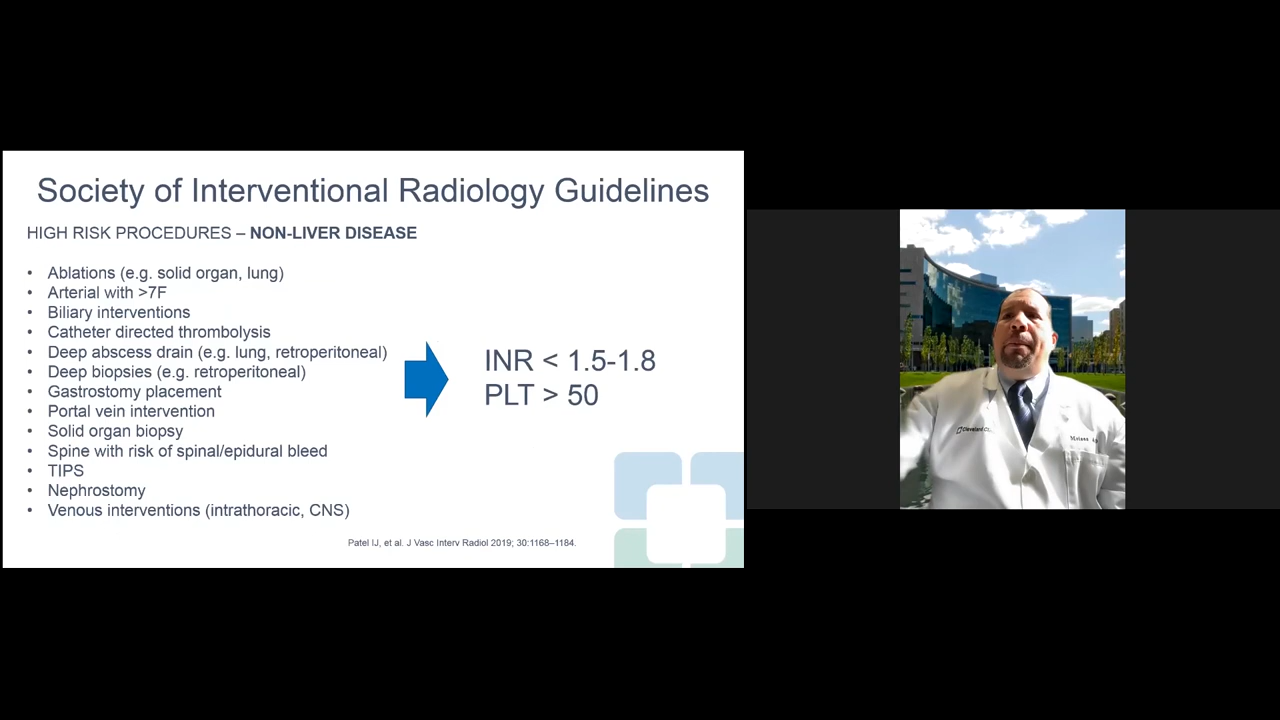 Society of Interventional Radiology Guidelines
HIGH RISK PROCEDURES – NON-LIVER DISEASE
• Ablations (e.g. solid organ, lung)
• Arterial with >7F
• Biliary interventions
• Catheter directed thrombolysis
• Deep abscess drain (e.g. lung, retroperitoneal)
• Deep biopsies (e.g. retroperitoneal)
• Gastrostomy placement
• Portal vein intervention
• Solid organ biopsy
• Spine with risk of spinal/epidural bleed
• TIPS
• Nephrostomy
• Venous interventions (intrathoracic, CNS)
INR < 1.5-1.8
PLT > 50
Patel IJ, et al. J Vasc Interv Radiol 2019; 30:1168–1184.
Cleveland